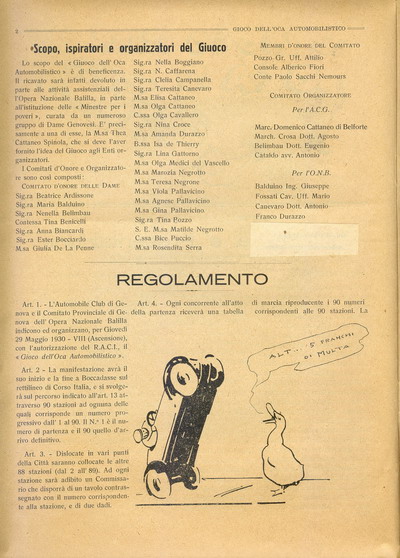 2
GIOCO DELL'OCA AUTOMOBILISTICO
Scopo, ispiratori e organizzatori del Giuoco
Lo scopo del « Giuoco dell'Oca
Automobilistico » è di beneficenza.
Il ricavato sarà infatti devoluto in
parte alle attività assistenziali del-
l'Opera Nazionale Balilla, in parte
all'istituzione delle « Minestre per i
poveri », curata da un numeroso
gruppo di Dame Genovesi. E' preci-
samente a una di esse, la M.sa Thea
Cattaneo Spinola, che si deve l'aver
fornito l'idea del Giuoco agli Enti or-
ganizzatori.
I Comitati d'Onore e Organizzato-
re sono così composti:
COMITATO D'ONORE DELLE DAME
Sig.ra Beatrice Ardissone
Sig.ra Maria Balduino
Sig.ra Nenella Belimbau
Contessa Tina Benicelli
Sig.ra Anna Biancardi
Sig.ra Ester Bocciardo
M.sa Giulia De La Penne
Sig.ra Nella Boggiano
Sig.ra N. Caffarena
Sig.ra Clelia Campanella
Sig.ra Teresita Canevaro
M.sa Elina Cattaneo
M.sa Olga Cattaneo
C.ssa Olga Cavallero
Sig.ra Nina Croce
M.sa Amanda Durazzo
B.ssa Isa de Thierry
Sig.ra Lina Gattorno
M.sa Olga Medici del Vascello
M.sa Marozia Negrotto
M.sa Teresa Negrone
M.sa Viola Pallavicino
M.sa Agnese Pallavicino
M.sa Gina Pallavicino
Sig.ra Tina Pozzo
S. E. M.sa Matilde Negrotto
C.ssa Bice Puccio
M.sa Rosendita Serra
MEMBRI D'ONORE DEL COMITATO
Pozzo Gr. Uff. Attilio
Console Alberico Fiori
Conte Paolo Sacchi Nemours
COMITATO ORGANIZZATORE
Per l'A.C.G.
Marc. Domenico Cattaneo di Belforte
March. Crosa Dott. Agosto
Belimbau Dott. Eugenio
Cataldo avv. Antonio
Per l'O.N.B.
Balduino Ing. Giuseppe
Fossati Cav. Uff. Mario
Canevaro Dott. Antonio
Franco Durazzo
REGOLAMENTO
Art. 1. - L'Automobile Club di Ge-
nova e il Comitato Provinciale di Ge-
nova dell'Opera Nazionale Balilla
indicono ed organizzano, per Giovedì
29 Maggio 1930 - VIII (Ascensione),
con l'autorizzazione del R.A.C.I., il
« Gioco dell'Oca Automobilistico ».
Art. 2 - La manifestazione avrà il
suo inizio e la fine a Boccadasse sul
rettilineo di Corso Italia, e si svolge-
rà sul percorso indicato all'art. 13 at-
traverso 90 stazioni ad ognuna delle
quali corrisponde un numero pro-
gressivo dall' 1 al 90. Il N.° 1 è il nu-
mero di partenza e il 90 quello d'ar-
rivo definitivo.
Art. 3. - Dislocate in vari punti
della Città saranno collocate le altre
88 stazioni (dal 2 all' 89). Ad ogni
stazione sarà adibito un Commissa-
rio che disporrà di un tavolo contras-
segnato con il numero corrisponden-
te alla stazione, e di due dadi.
Art. 4. - Ogni concorrente all'atto
della partenza riceverà una tabella
di marcia riproducente i 90 numeri
corrispondenti alle 90 stazioni. La
ALT... 5 FRANCHI
DI MULTA